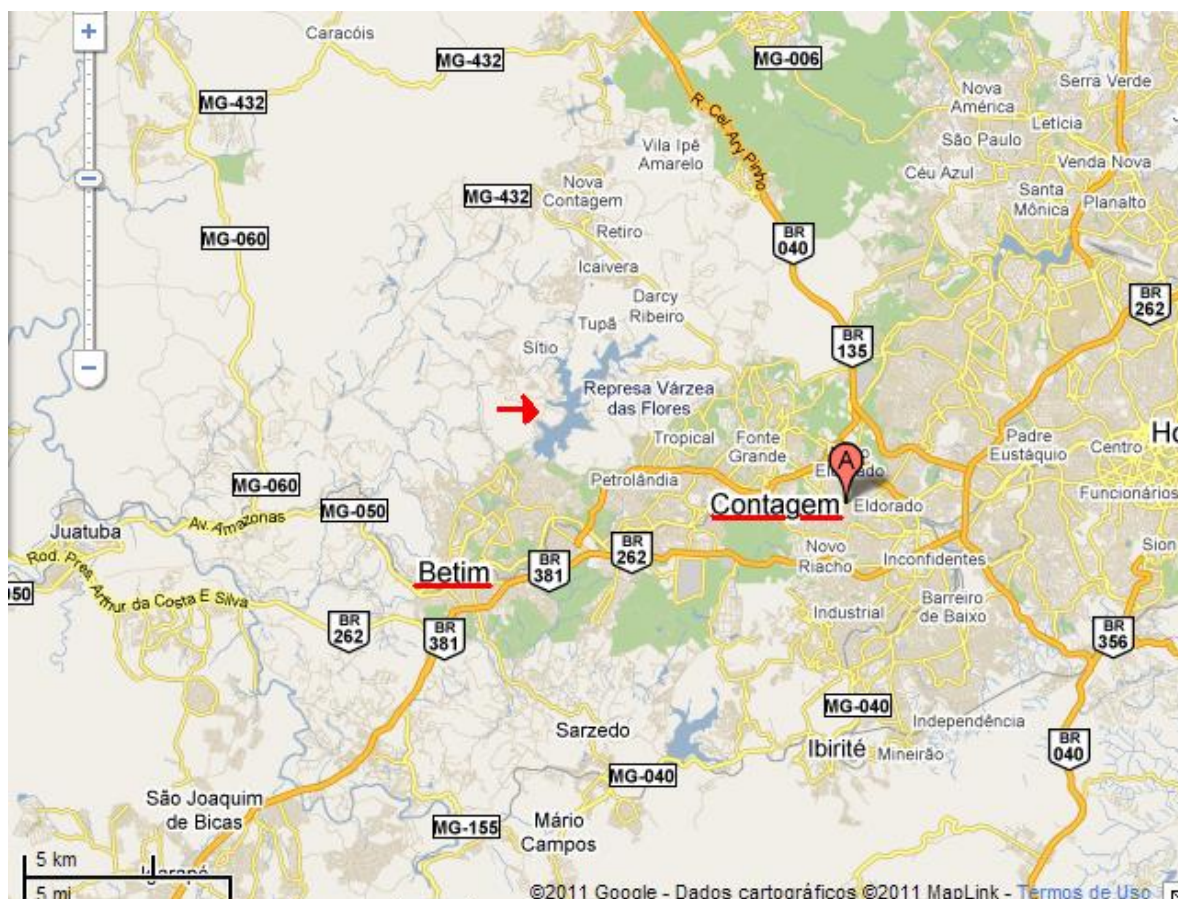 Caracóis
MG-432
MG-006
MG-432
R. Cel. Ary Pinho
Serra Verde
Nova
América
Letícia
São Paulo
Vila Ipê
Amarelo
Venda Nova
Céu Azul
Santa
Mônica
Planalto
MG-432
Nova
Contagem
Retiro
MG-060
BR
040
Icaivera
Darcy
Ribeiro
BR
262
Tupã
BR
135
Sítio
Represa Várzea
das Flores
Tropical
Fonte
Grande
Padre
Eustáquio
Centro
Ho
A
Petrolândia
MG-060
Contagem
Eldorado
Funcionários
MG-050
Av. Amazonas
Juatuba
Rod. Pres. Arthur da Costa E Silva
Betim
BR
381
BR
262
Novo
Riacho
Inconfidentes
Sion
050
BR
262
BR
381
Industrial
Barreiro
de Baixo
BR
356
MG-040
Sarzedo
Independência
Ibirité
Mineirão
BR
040
MG-040
São Joaquim
de Bicas
MG-155
Mário
Campos
5 km
Igarapé
5 mi
©2011 Google - Dados cartográficos ©2011 MapLink - Termos de Uso